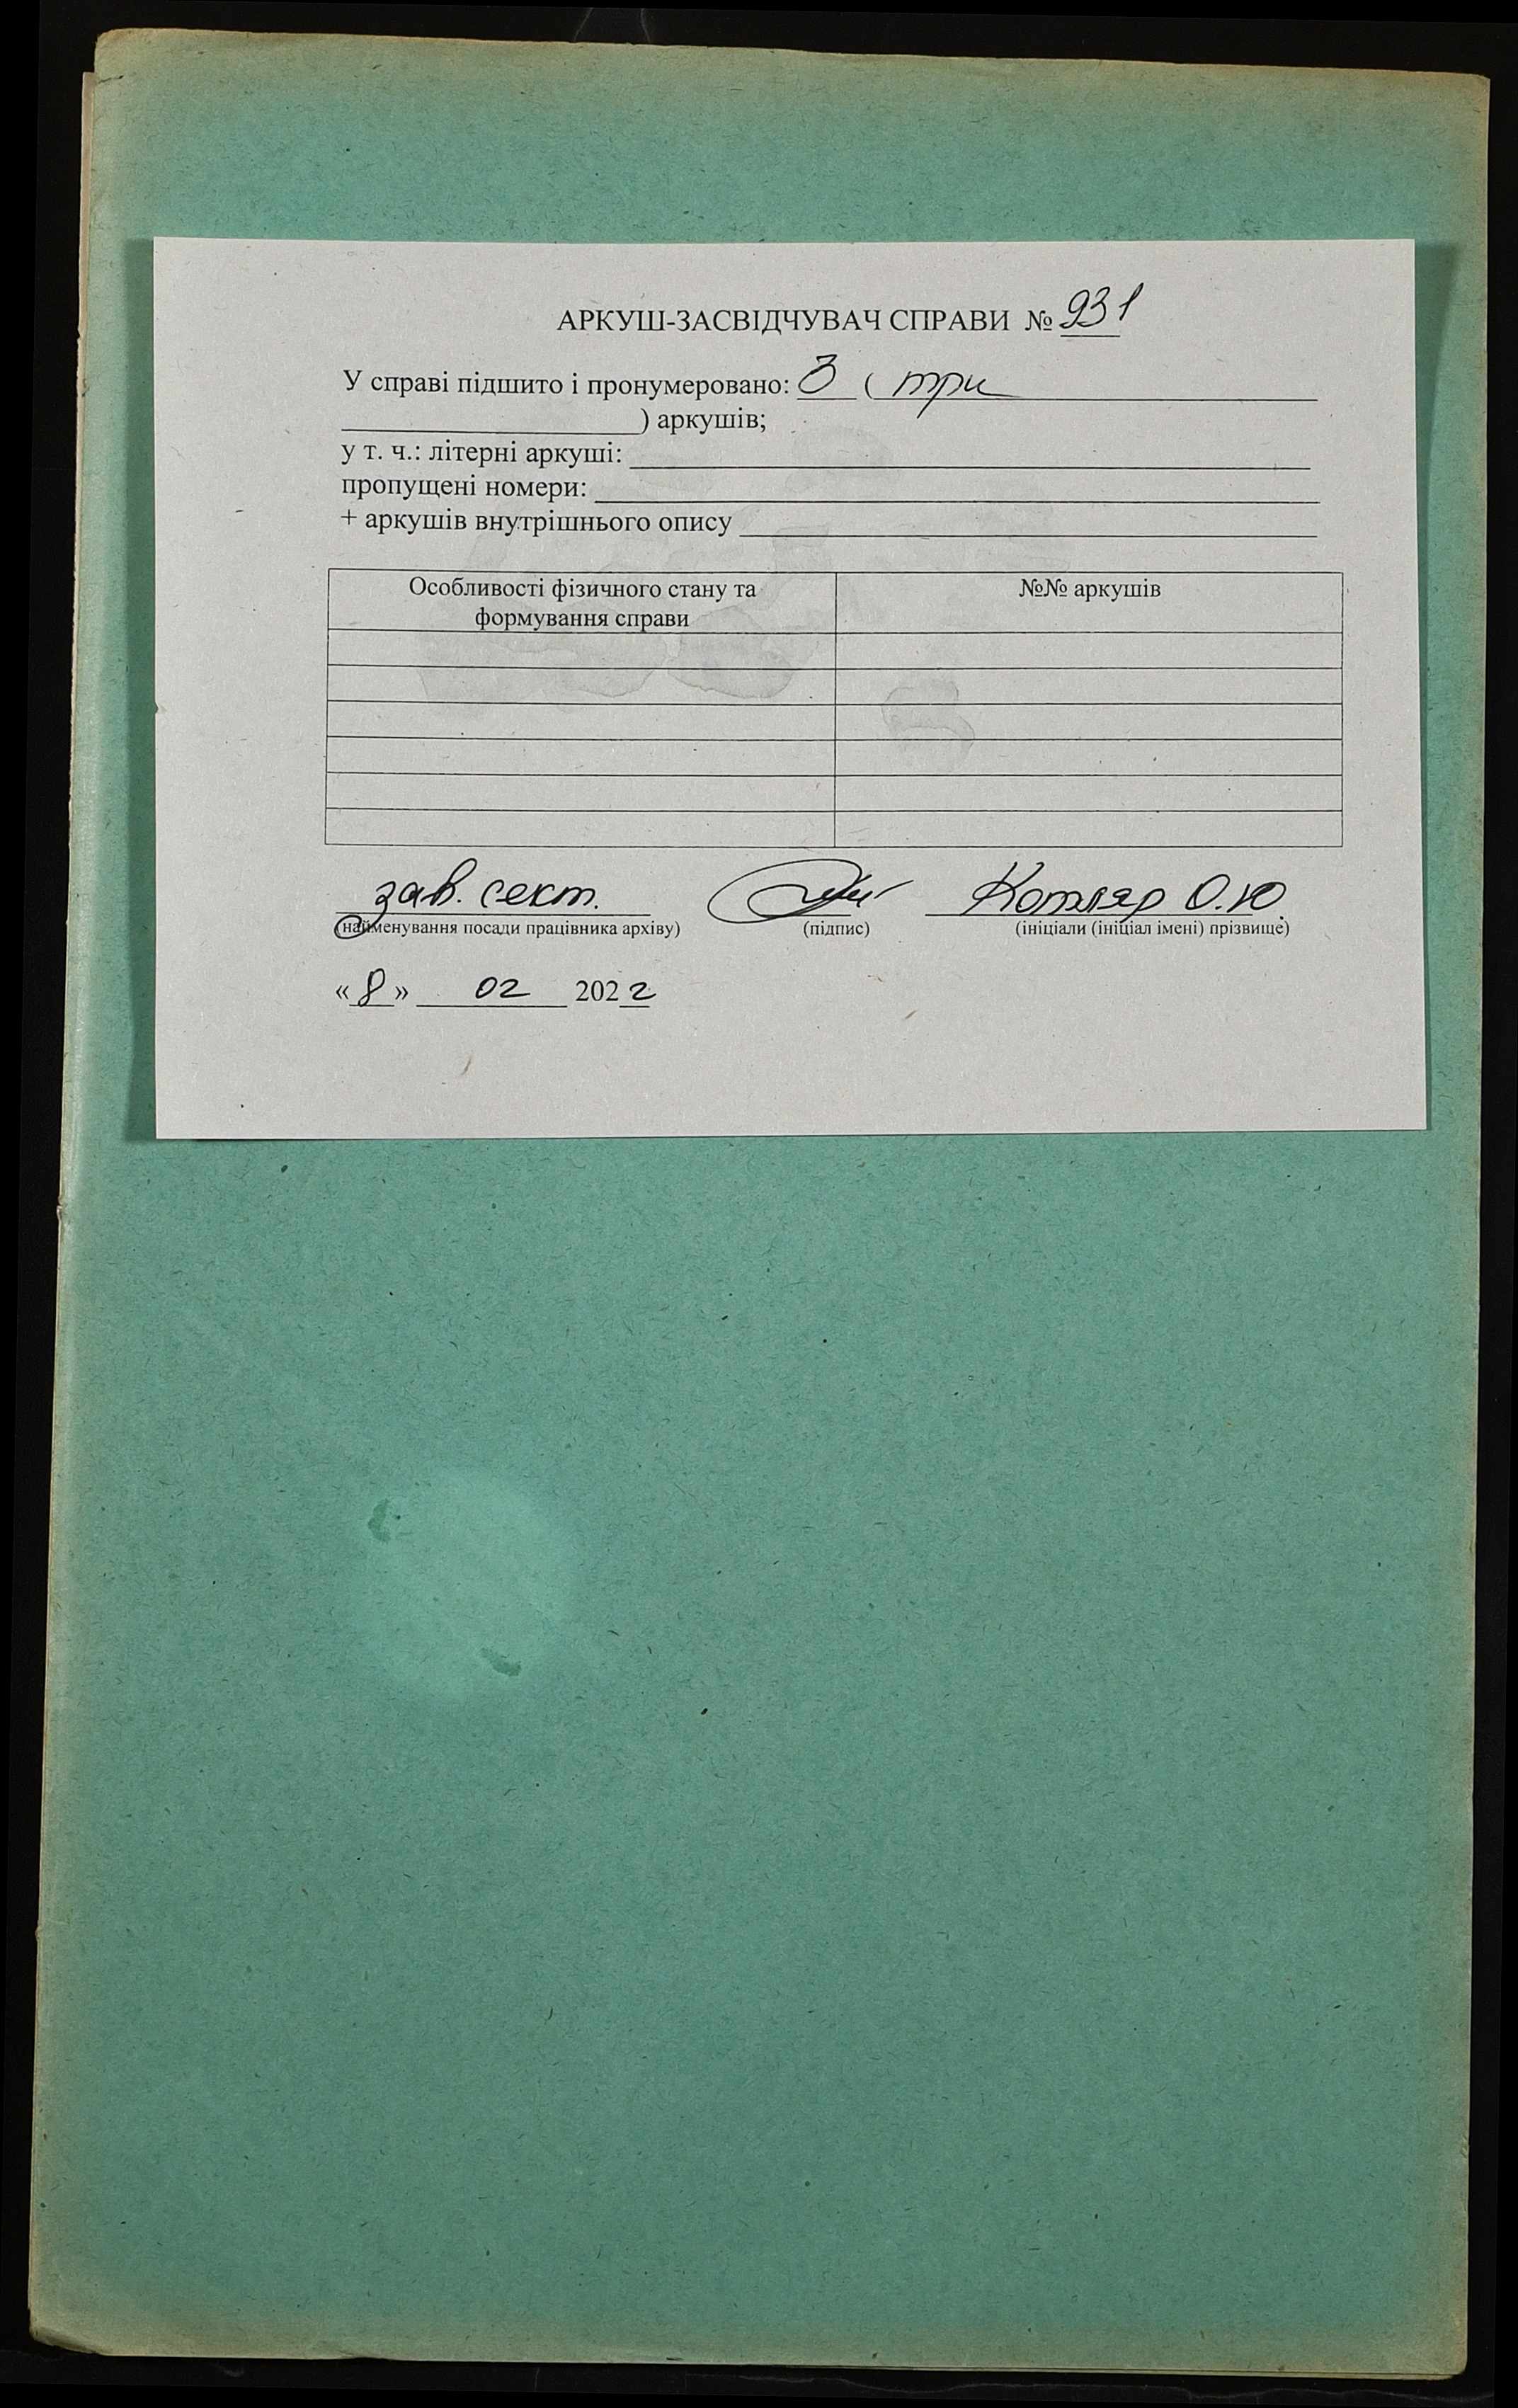 АРКУШ-ЗАСВІДЧУВАЧ СПРАВИ № 931
У справі підшито і пронумеровано: 3 ( три
) аркушів;
у т. ч.: літерні аркуші:
пропущені номери:
+ аркушів внутрішнього опису
Особливості фізичного стану та формування справи №№ аркушів
зав. сект. Котляр О.Ю.
(найменування посади працівника архіву) (підпис) (ініціали (ініціал імені) прізвище)
«8» 02 2022